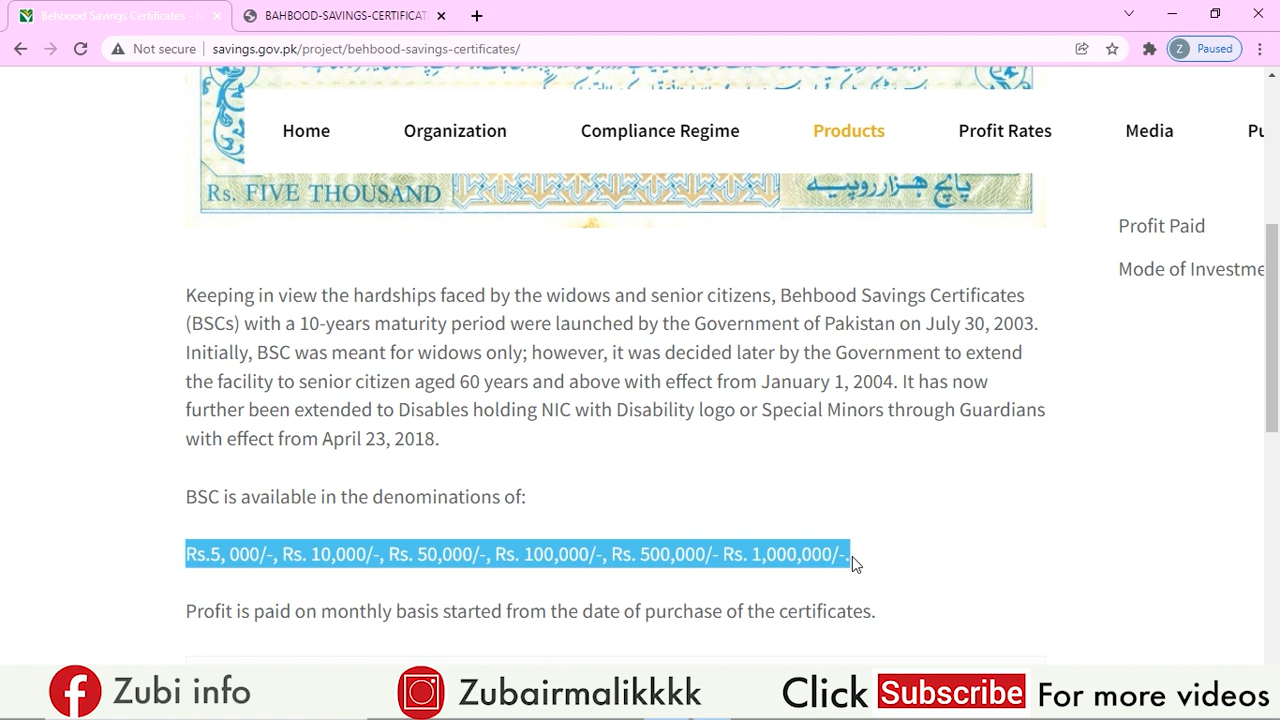 Behbood Savings Certificates -
BAHBOOD-SAVINGS-CERTIFICAT
Not secure
savings.gov.pk/project/behbood-savings-certificates/
Z Paused
Home Organization Compliance Regime Products Profit Rates Media Pu
Rs. FIVE THOUSAND
پانچ ہزار روپیہ
Profit Paid
Mode of Investme
Keeping in view the hardships faced by the widows and senior citizens, Behbood Savings Certificates
(BSCs) with a 10-years maturity period were launched by the Government of Pakistan on July 30, 2003.
Initially, BSC was meant for widows only; however, it was decided later by the Government to extend
the facility to senior citizen aged 60 years and above with effect from January 1, 2004. It has now
further been extended to Disables holding NIC with Disability logo or Special Minors through Guardians
with effect from April 23, 2018.
BSC is available in the denominations of:
Rs.5, 000/-, Rs. 10,000/-, Rs. 50,000/-, Rs. 100,000/-, Rs. 500,000/- Rs. 1,000,000/-.
Profit is paid on monthly basis started from the date of purchase of the certificates.
Zubi info
Zubairmalikkkk
Click Subscribe For more videos